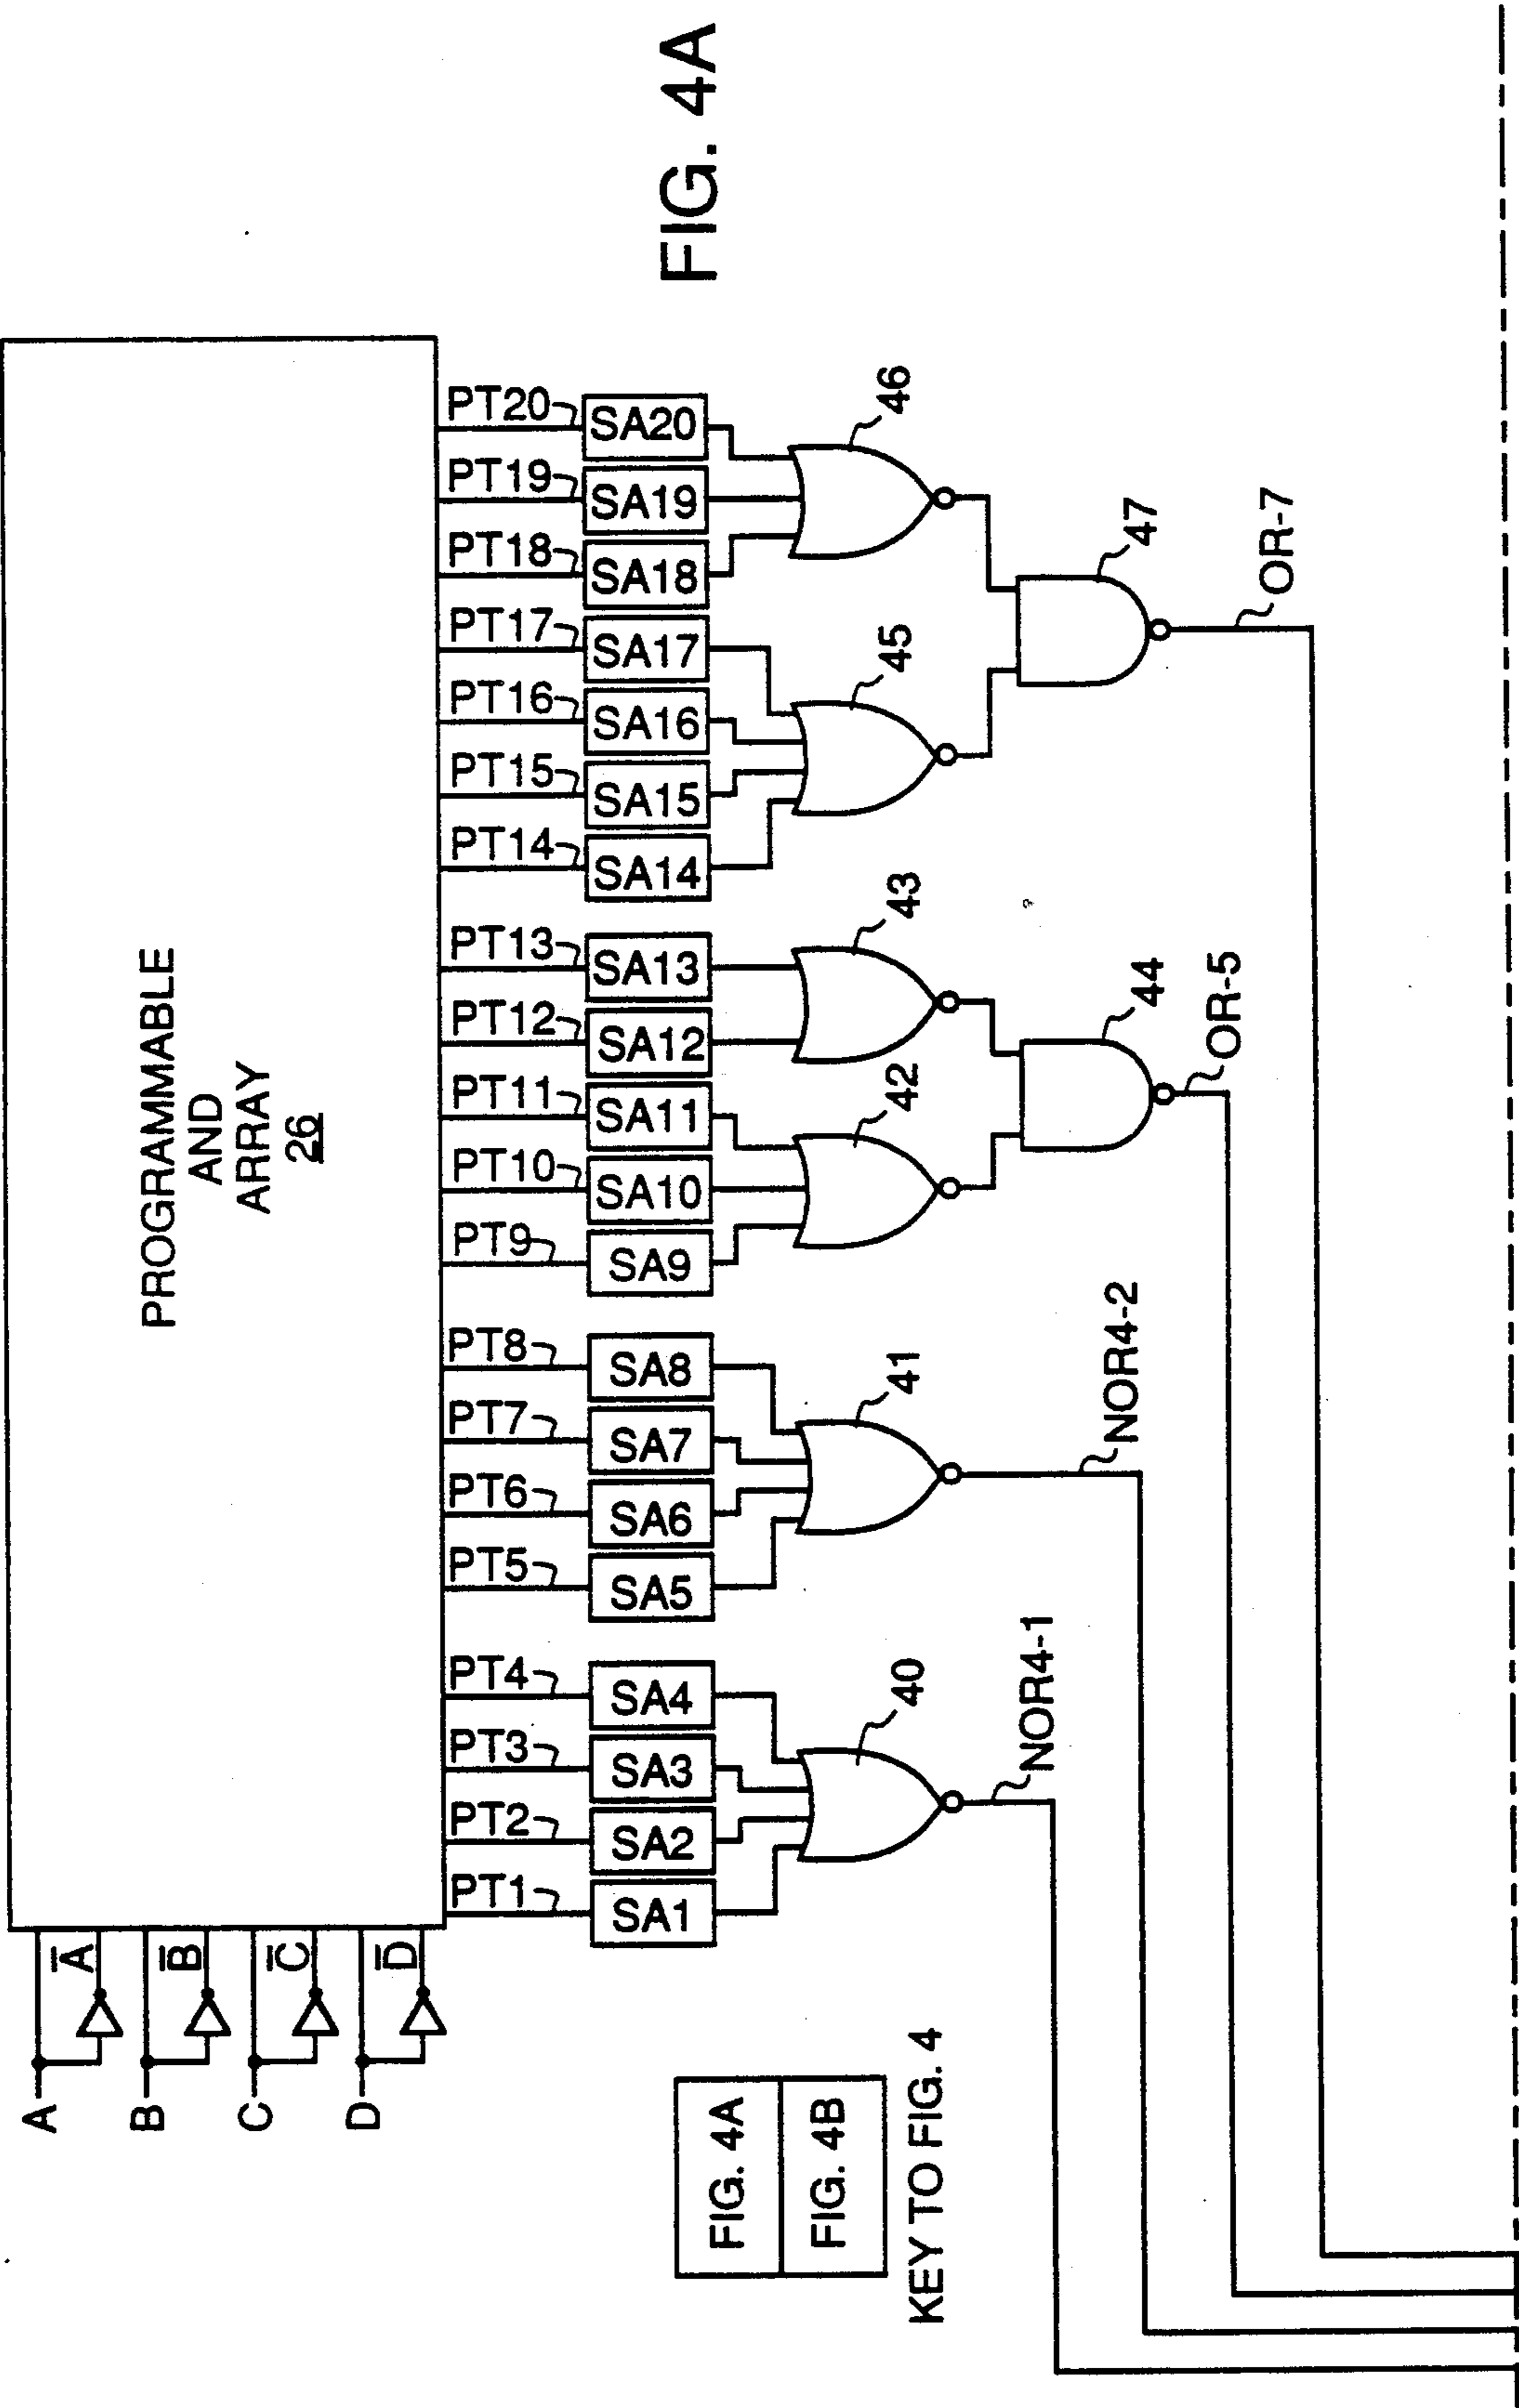 FIG. 4A
PROGRAMMABLE
AND
ARRAY
26
A
A̅
B
B̅
C
C̅
D
D̅
PT1
PT2
PT3
PT4
PT5
PT6
PT7
PT8
PT9
PT10
PT11
PT12
PT13
PT14
PT15
PT16
PT17
PT18
PT19
PT20
SA1
SA2
SA3
SA4
SA5
SA6
SA7
SA8
SA9
SA10
SA11
SA12
SA13
SA14
SA15
SA16
SA17
SA18
SA19
SA20
40
41
42
43
45
46
44
47
NOR4-1
NOR4-2
OR-5
OR-7
FIG. 4A
FIG. 4B
KEY TO FIG. 4